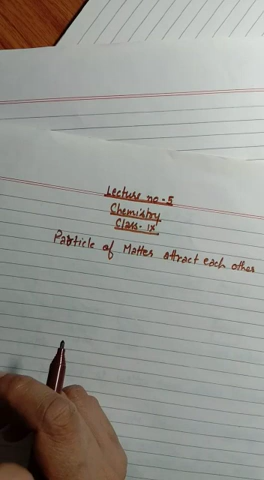 Lecture no-5
Chemistry
Class-IX
Particle of Matter attract each other